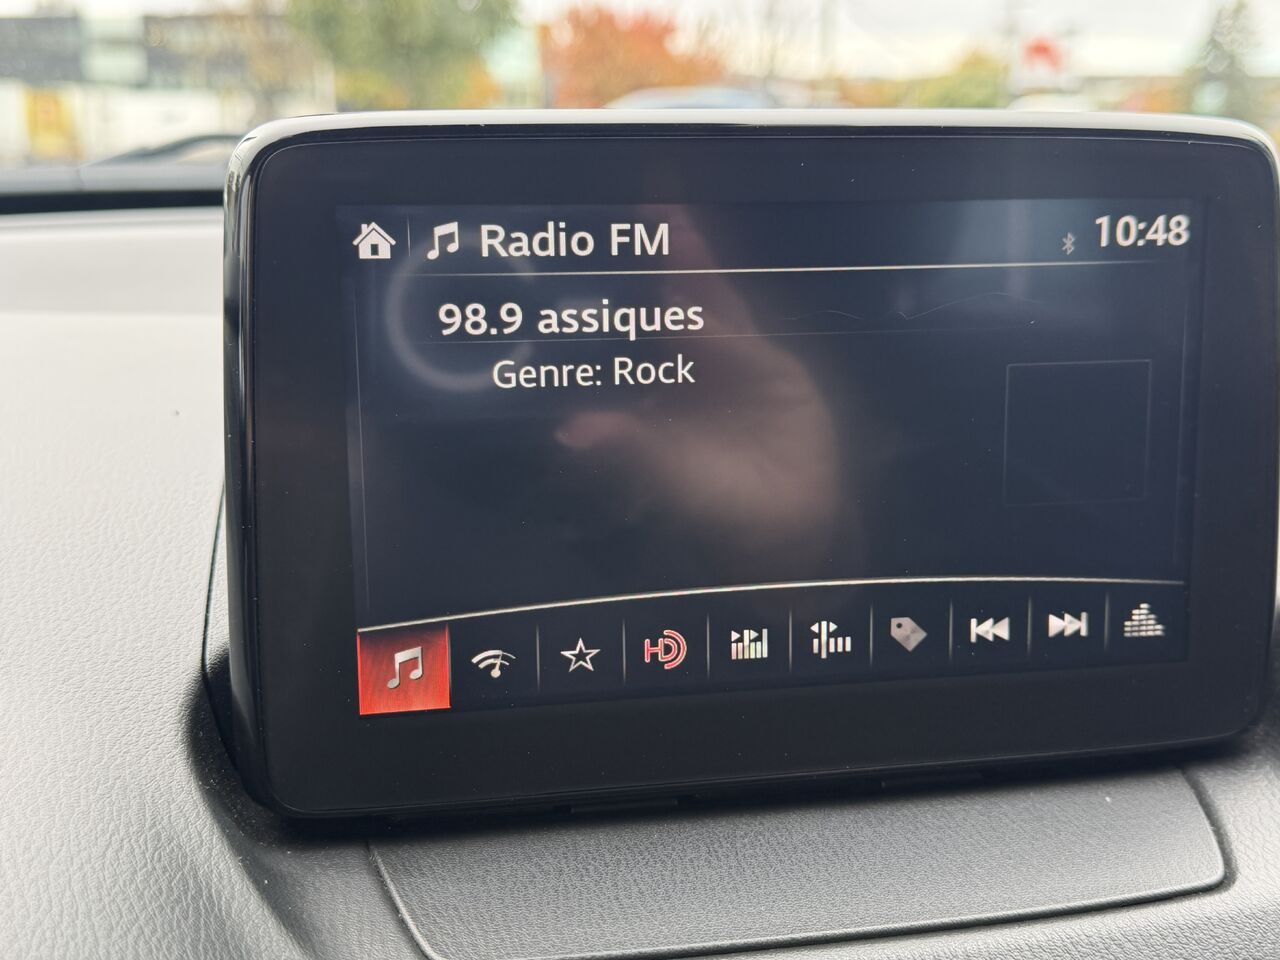 Radio FM
10:48
98.9 assiques
Genre: Rock
HD